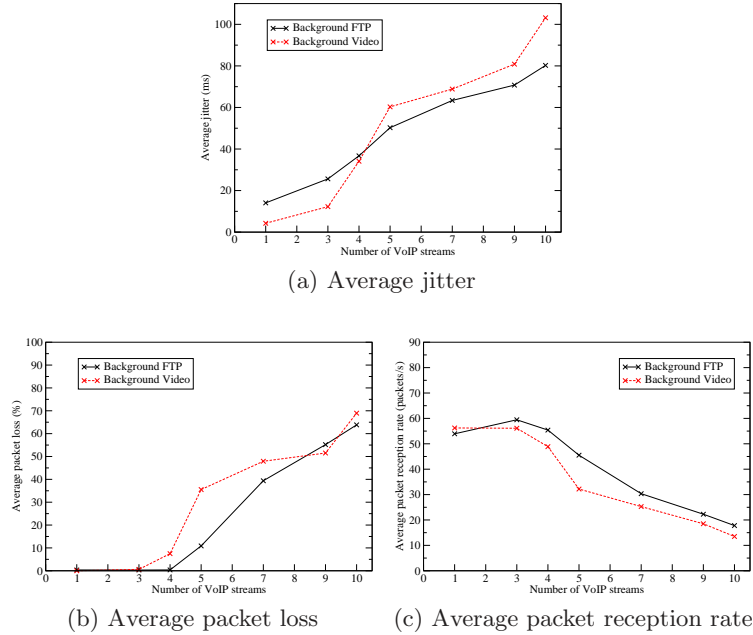 100
80
60
40
20
0
Average jitter (ms)
Background FTP
Background Video
0 1 2 3 4 5 6 7 8 9 10
Number of VoIP streams
(a) Average jitter
100
90
80
70
60
50
40
30
20
10
0
Average packet loss (%)
Background FTP
Background Video
0 1 2 3 4 5 6 7 8 9 10
Number of VoIP streams
(b) Average packet loss
90
80
70
60
50
40
30
20
10
0
Average packet reception rate (packets/s)
Background FTP
Background Video
0 1 2 3 4 5 6 7 8 9 10
Number of VoIP streams
(c) Average packet reception rate